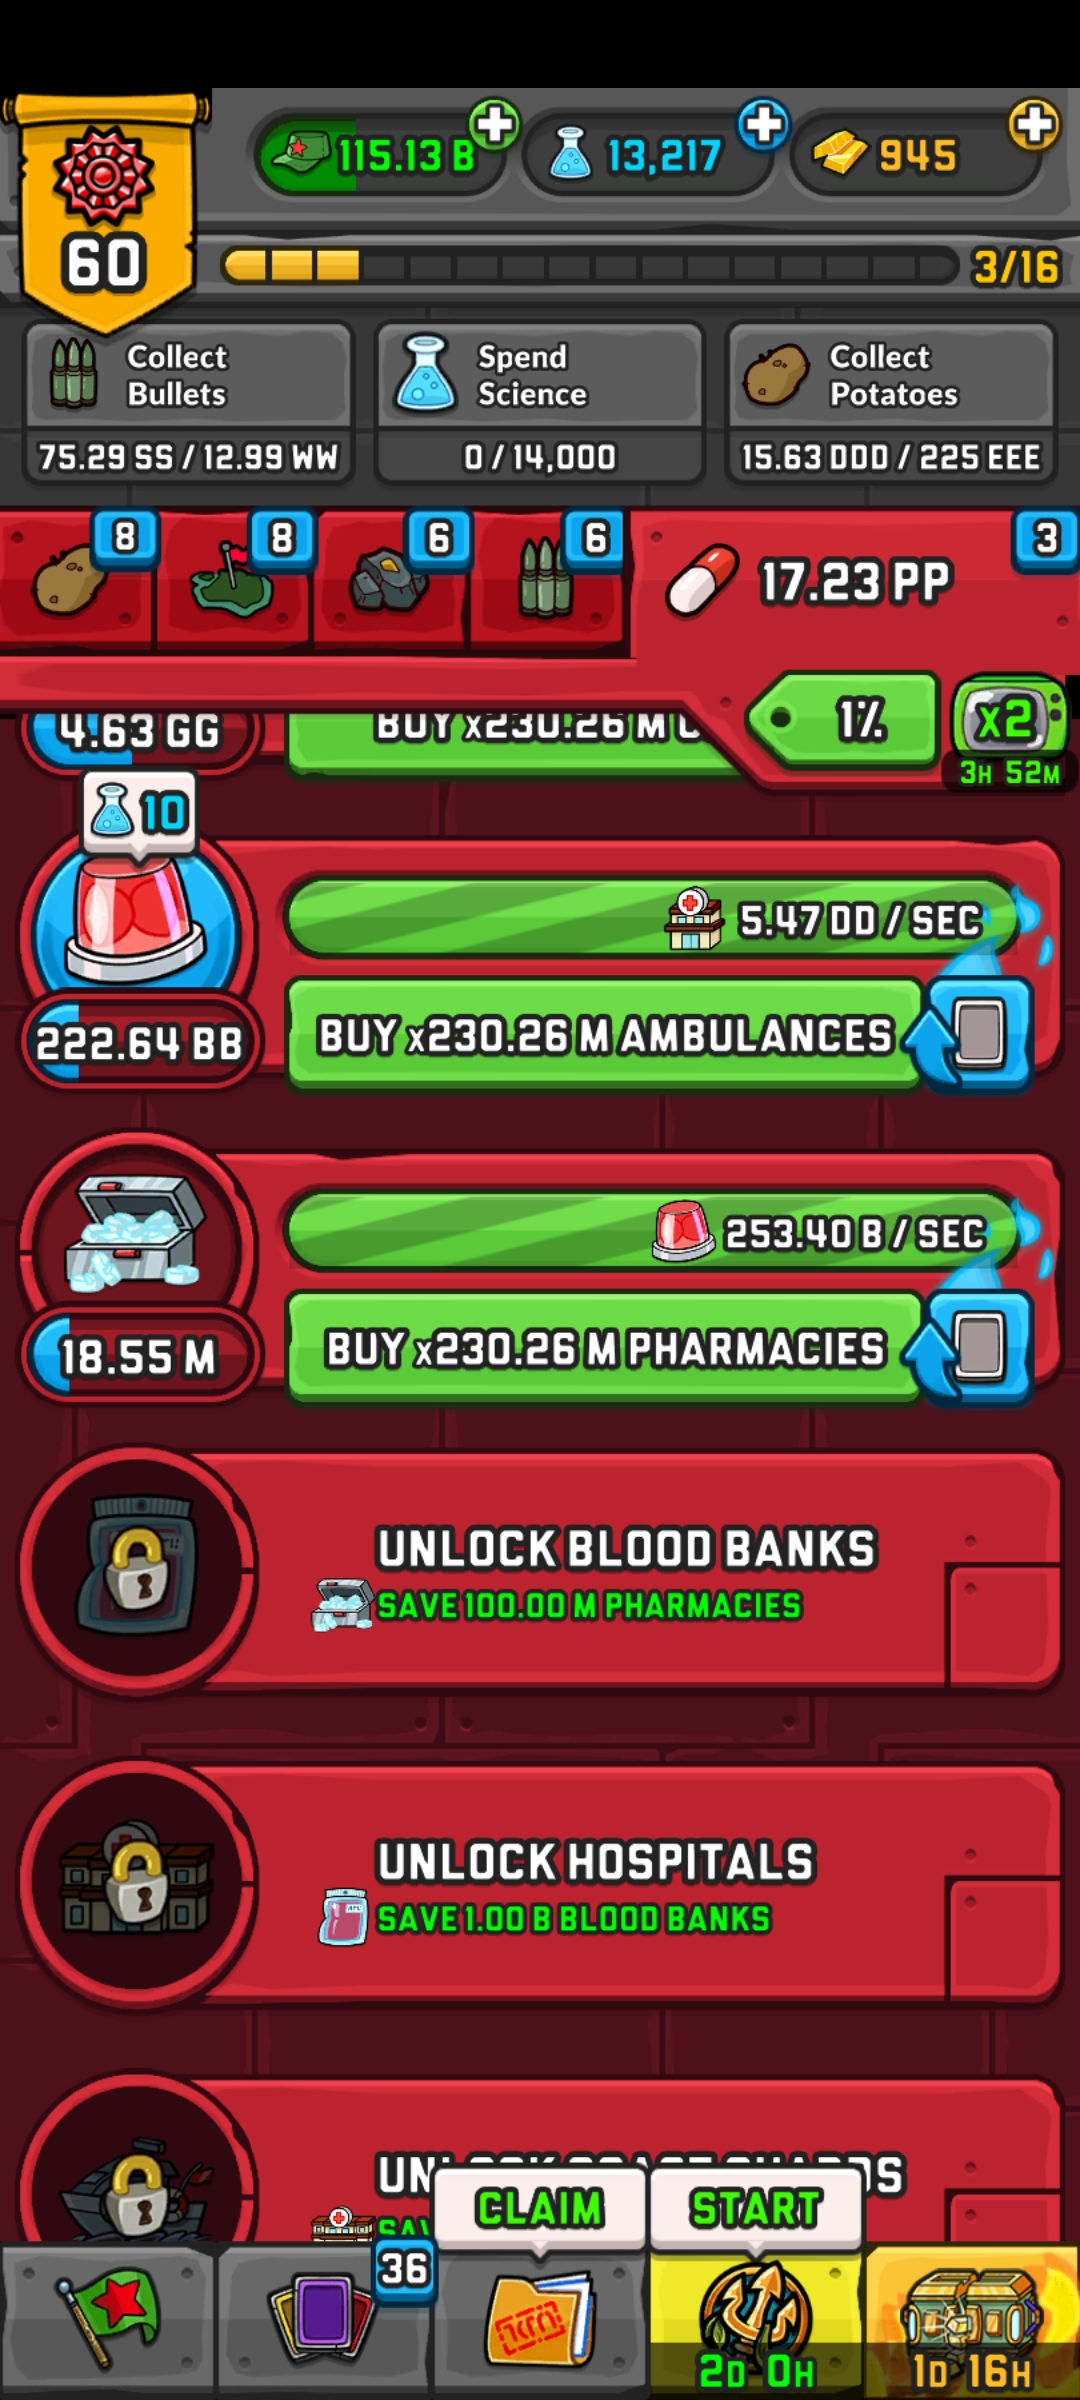 115.13 B
13,217
945
60
3/16
Collect
Bullets
75.29 SS / 12.99 WW
Spend
Science
0 / 14,000
Collect
Potatoes
15.63 DDD / 225 EEE
8
8
6
6
3
17.23 PP
1%
x2
3H 52M
4.63 GG
BUY x230.26 M
10
5.47 DD / SEC
222.64 BB
BUY x230.26 M AMBULANCES
253.40 B / SEC
18.55 M
BUY x230.26 M PHARMACIES
UNLOCK BLOOD BANKS
SAVE 100.00 M PHARMACIES
UNLOCK HOSPITALS
SAVE 1.00 B BLOOD BANKS
CLAIM
START
36
2D 0H
1D 16H